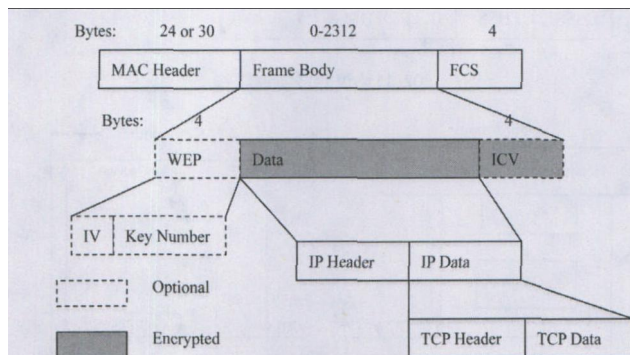 Bytes: 24 or 30 0-2312 4
MAC Header Frame Body FCS
Bytes: 4 4
WEP Data ICV
IV Key Number
IP Header IP Data
Optional
Encrypted
TCP Header TCP Data